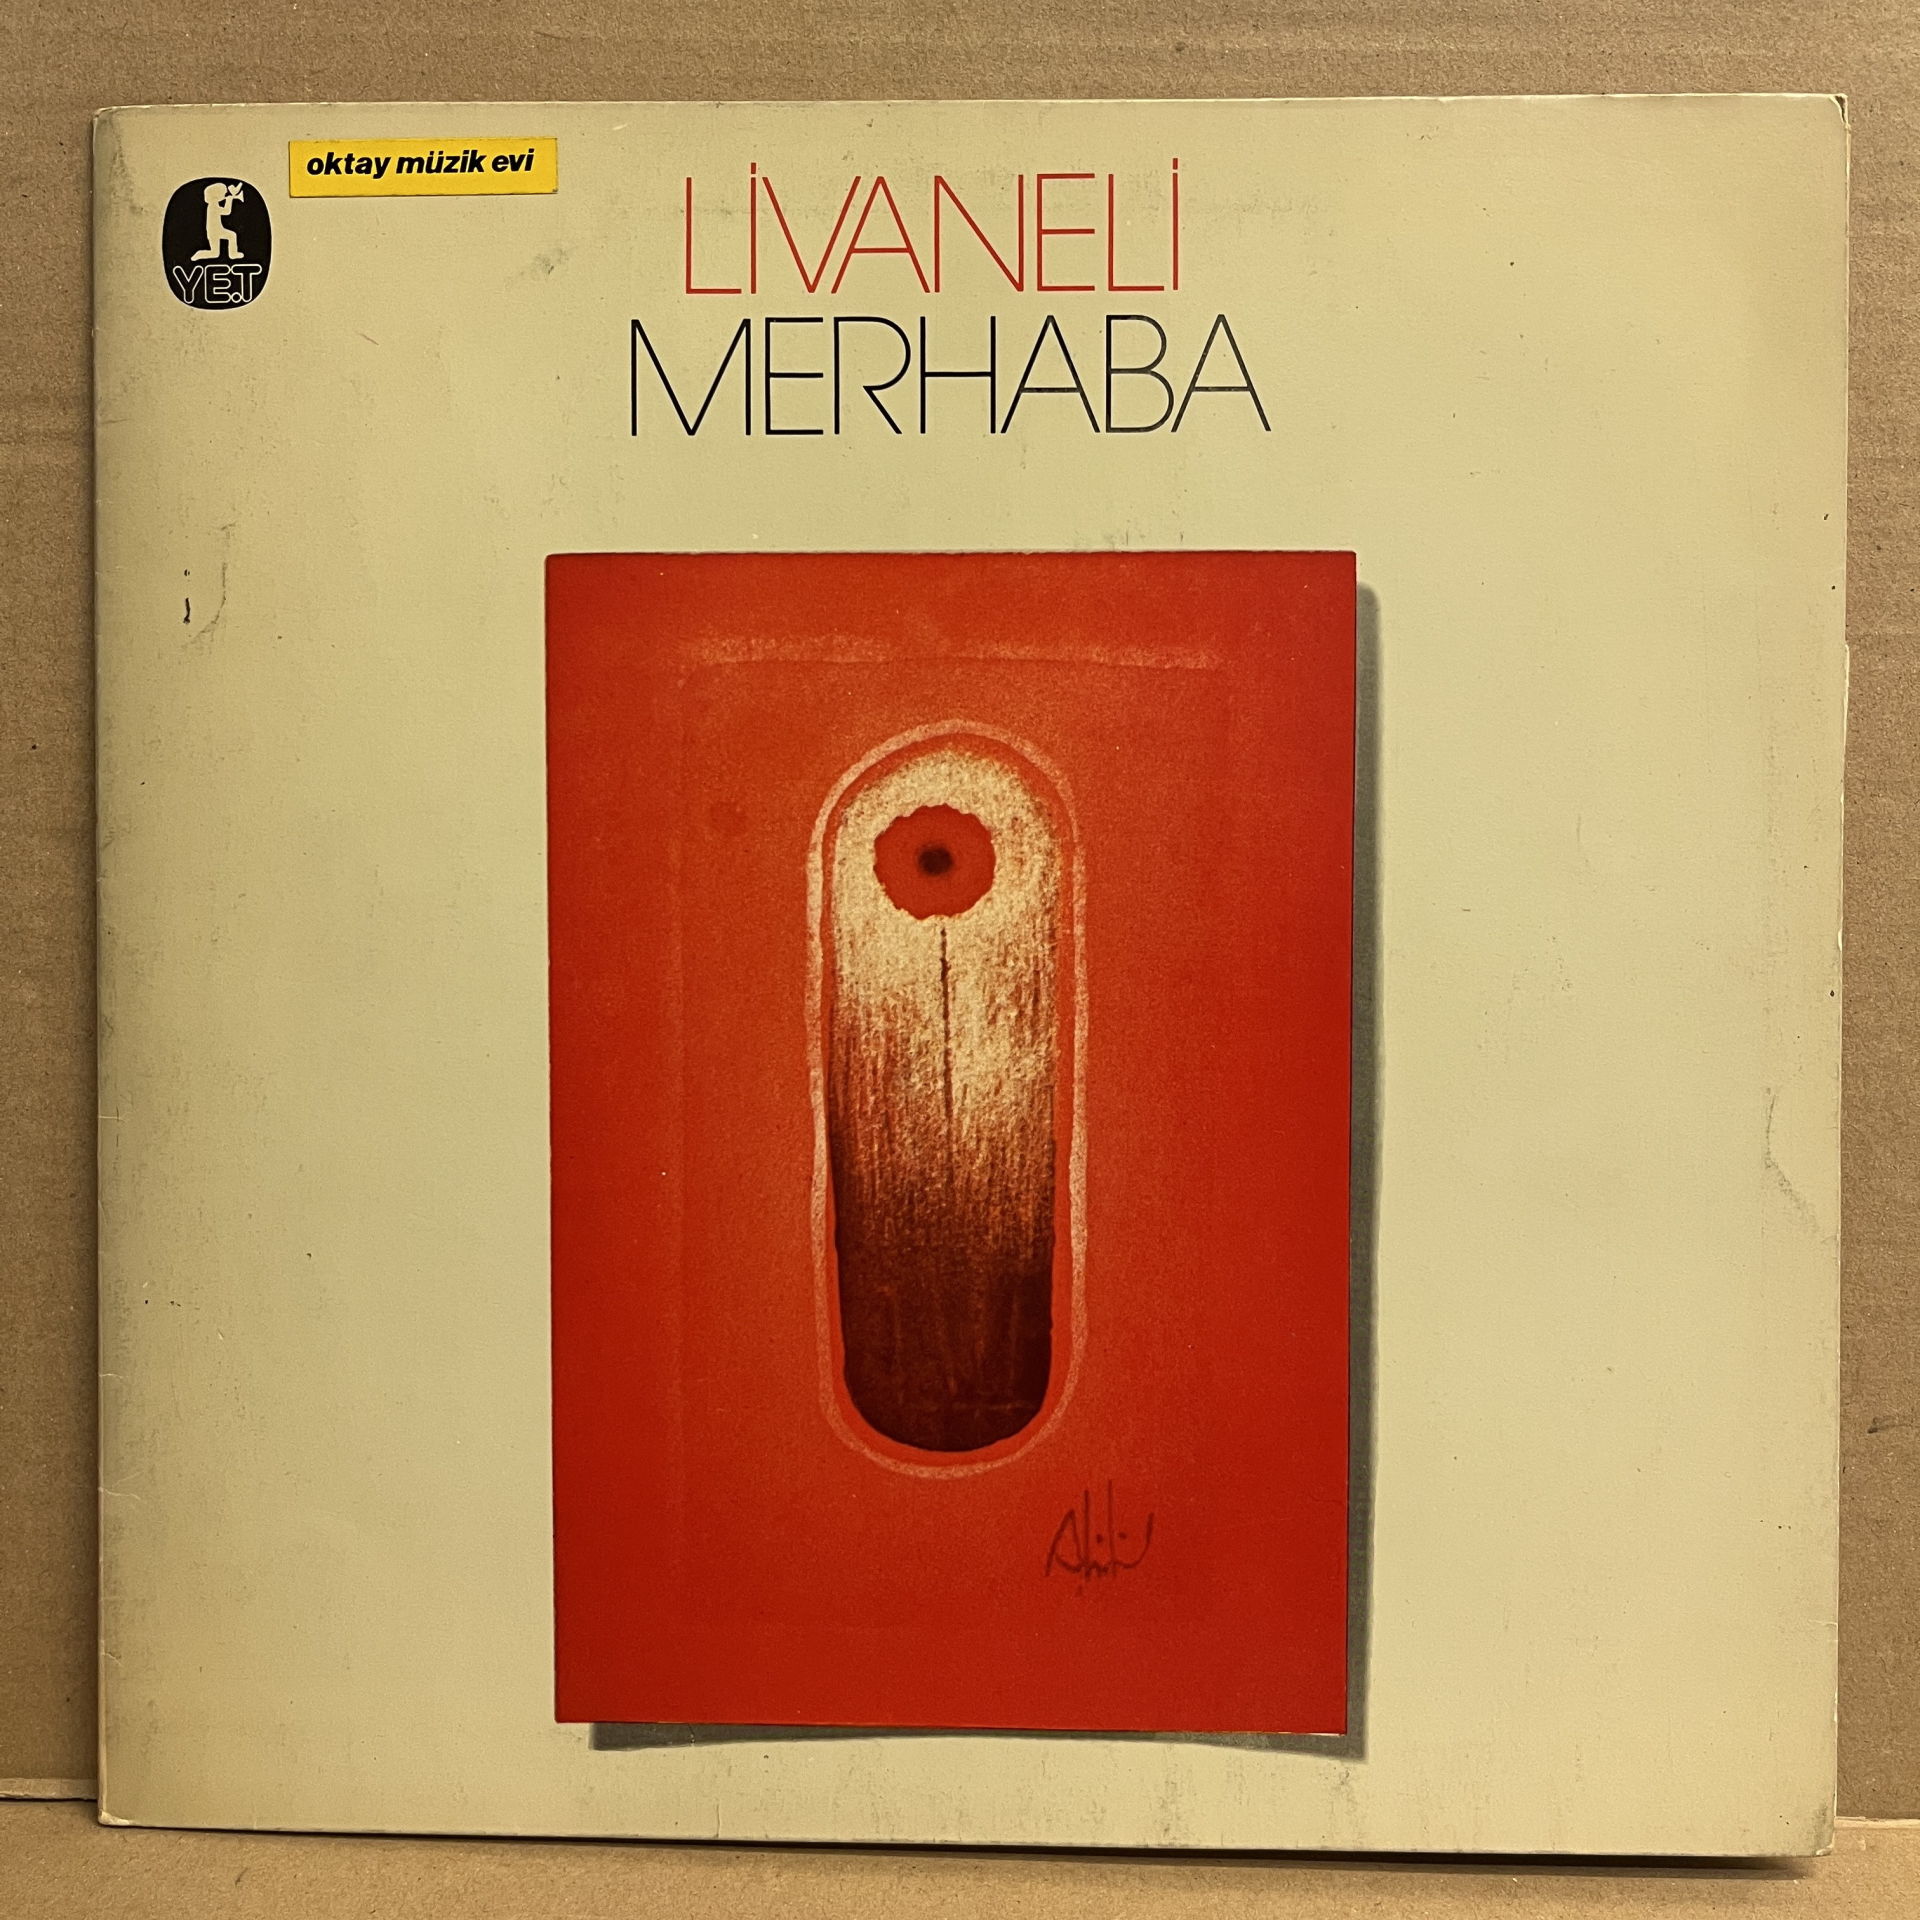 oktay müzik evi
LİVANELİ
YE.T
MERHABA